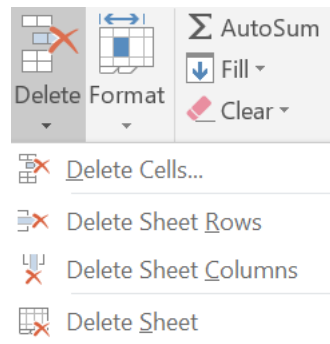 AutoSum
Fill
Delete Format
Clear
Delete Cells...
Delete Sheet Rows
Delete Sheet Columns
Delete Sheet